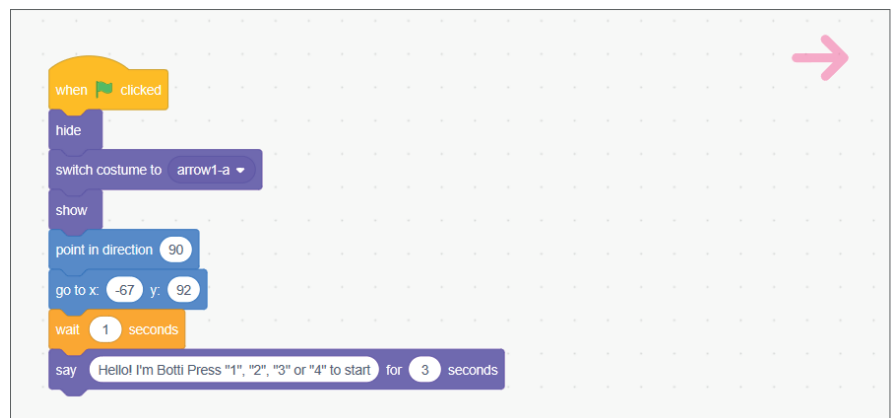 when clicked
hide
switch costume to arrow1-a
show
point in direction 90
go to x: -67 y: 92
wait 1 seconds
say Hello! I'm Botti Press "1", "2", "3" or "4" to start for 3 seconds